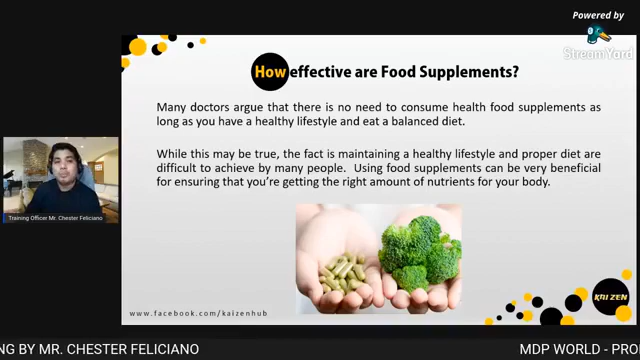 Powered by
StreamYard
How effective are Food Supplements?
Many doctors argue that there is no need to consume health food supplements as
long as you have a healthy lifestyle and eat a balanced diet.
While this may be true, the fact is maintaining a healthy lifestyle and proper diet are
difficult to achieve by many people. Using food supplements can be very beneficial
for ensuring that you're getting the right amount of nutrients for your body.
Training Officer Mr. Chester Feliciano
www.facebook.com/kaizenhub
KAIZEN
NG BY MR. CHESTER FELICIANO
MDP WORLD - PRO